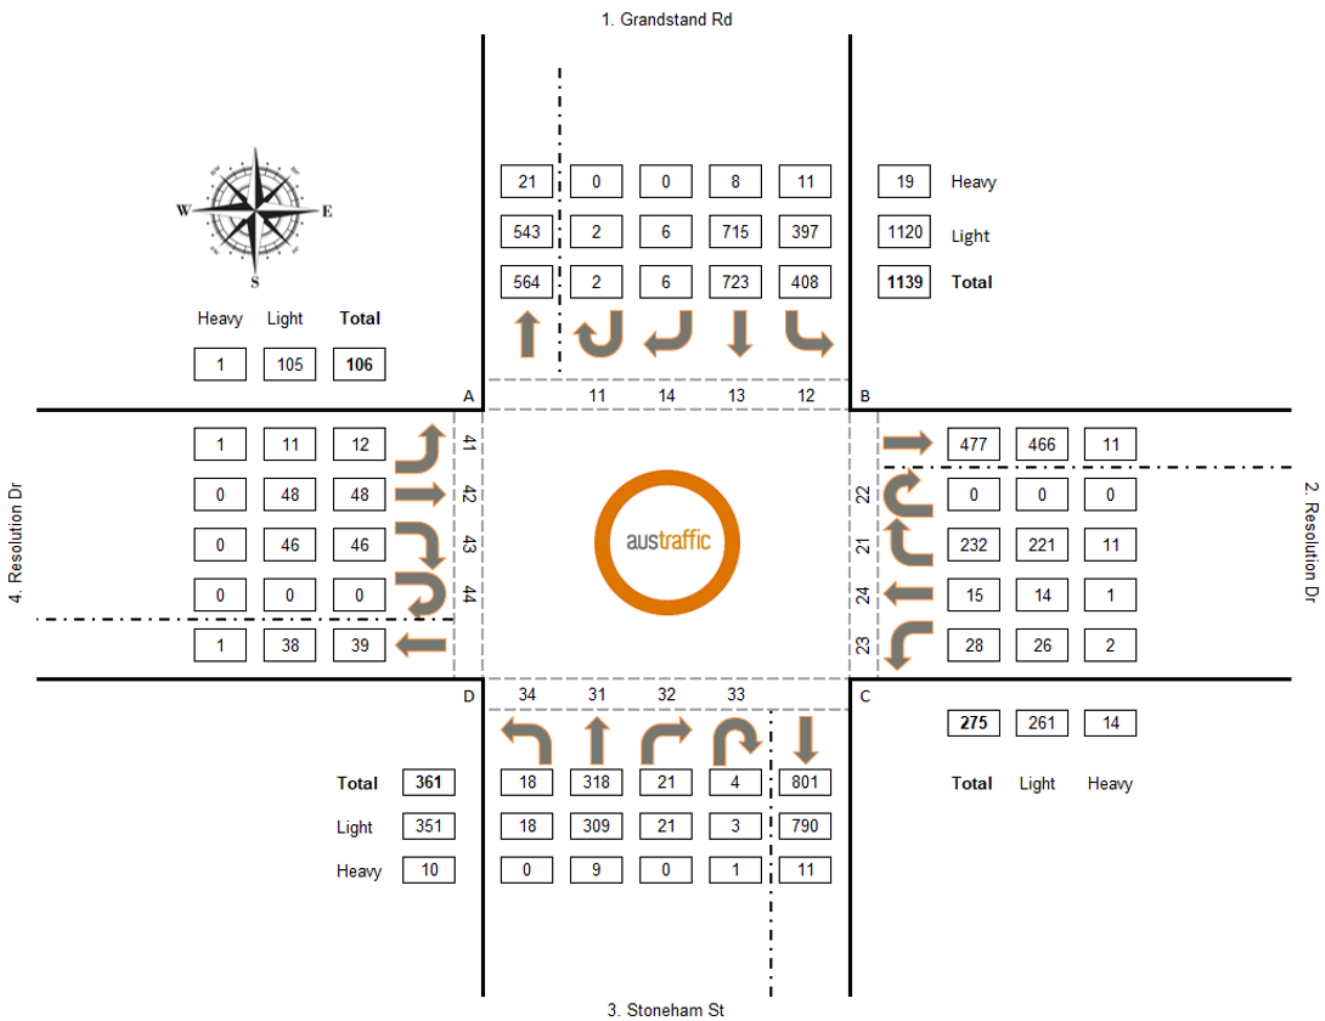 1. Grandstand Rd
21 0 0 8 11 19 Heavy
543 2 6 715 397 1120 Light
564 2 6 723 408 1139 Total
W E
S
Heavy Light Total
1 105 106
A 11 14 13 12 B
1 11 12 41 477 466 11
0 48 48 42 22 0 0 0
0 46 46 43 21 232 221 11
0 0 0 44 24 15 14 1
1 38 39 23 28 26 2
4. Resolution Dr
austraffic
2. Resolution Dr
D 34 31 32 33 C
275 261 14
Total Light Heavy
Total 361 18 318 21 4 801
Light 351 18 309 21 3 790
Heavy 10 0 9 0 1 11
3. Stoneham St